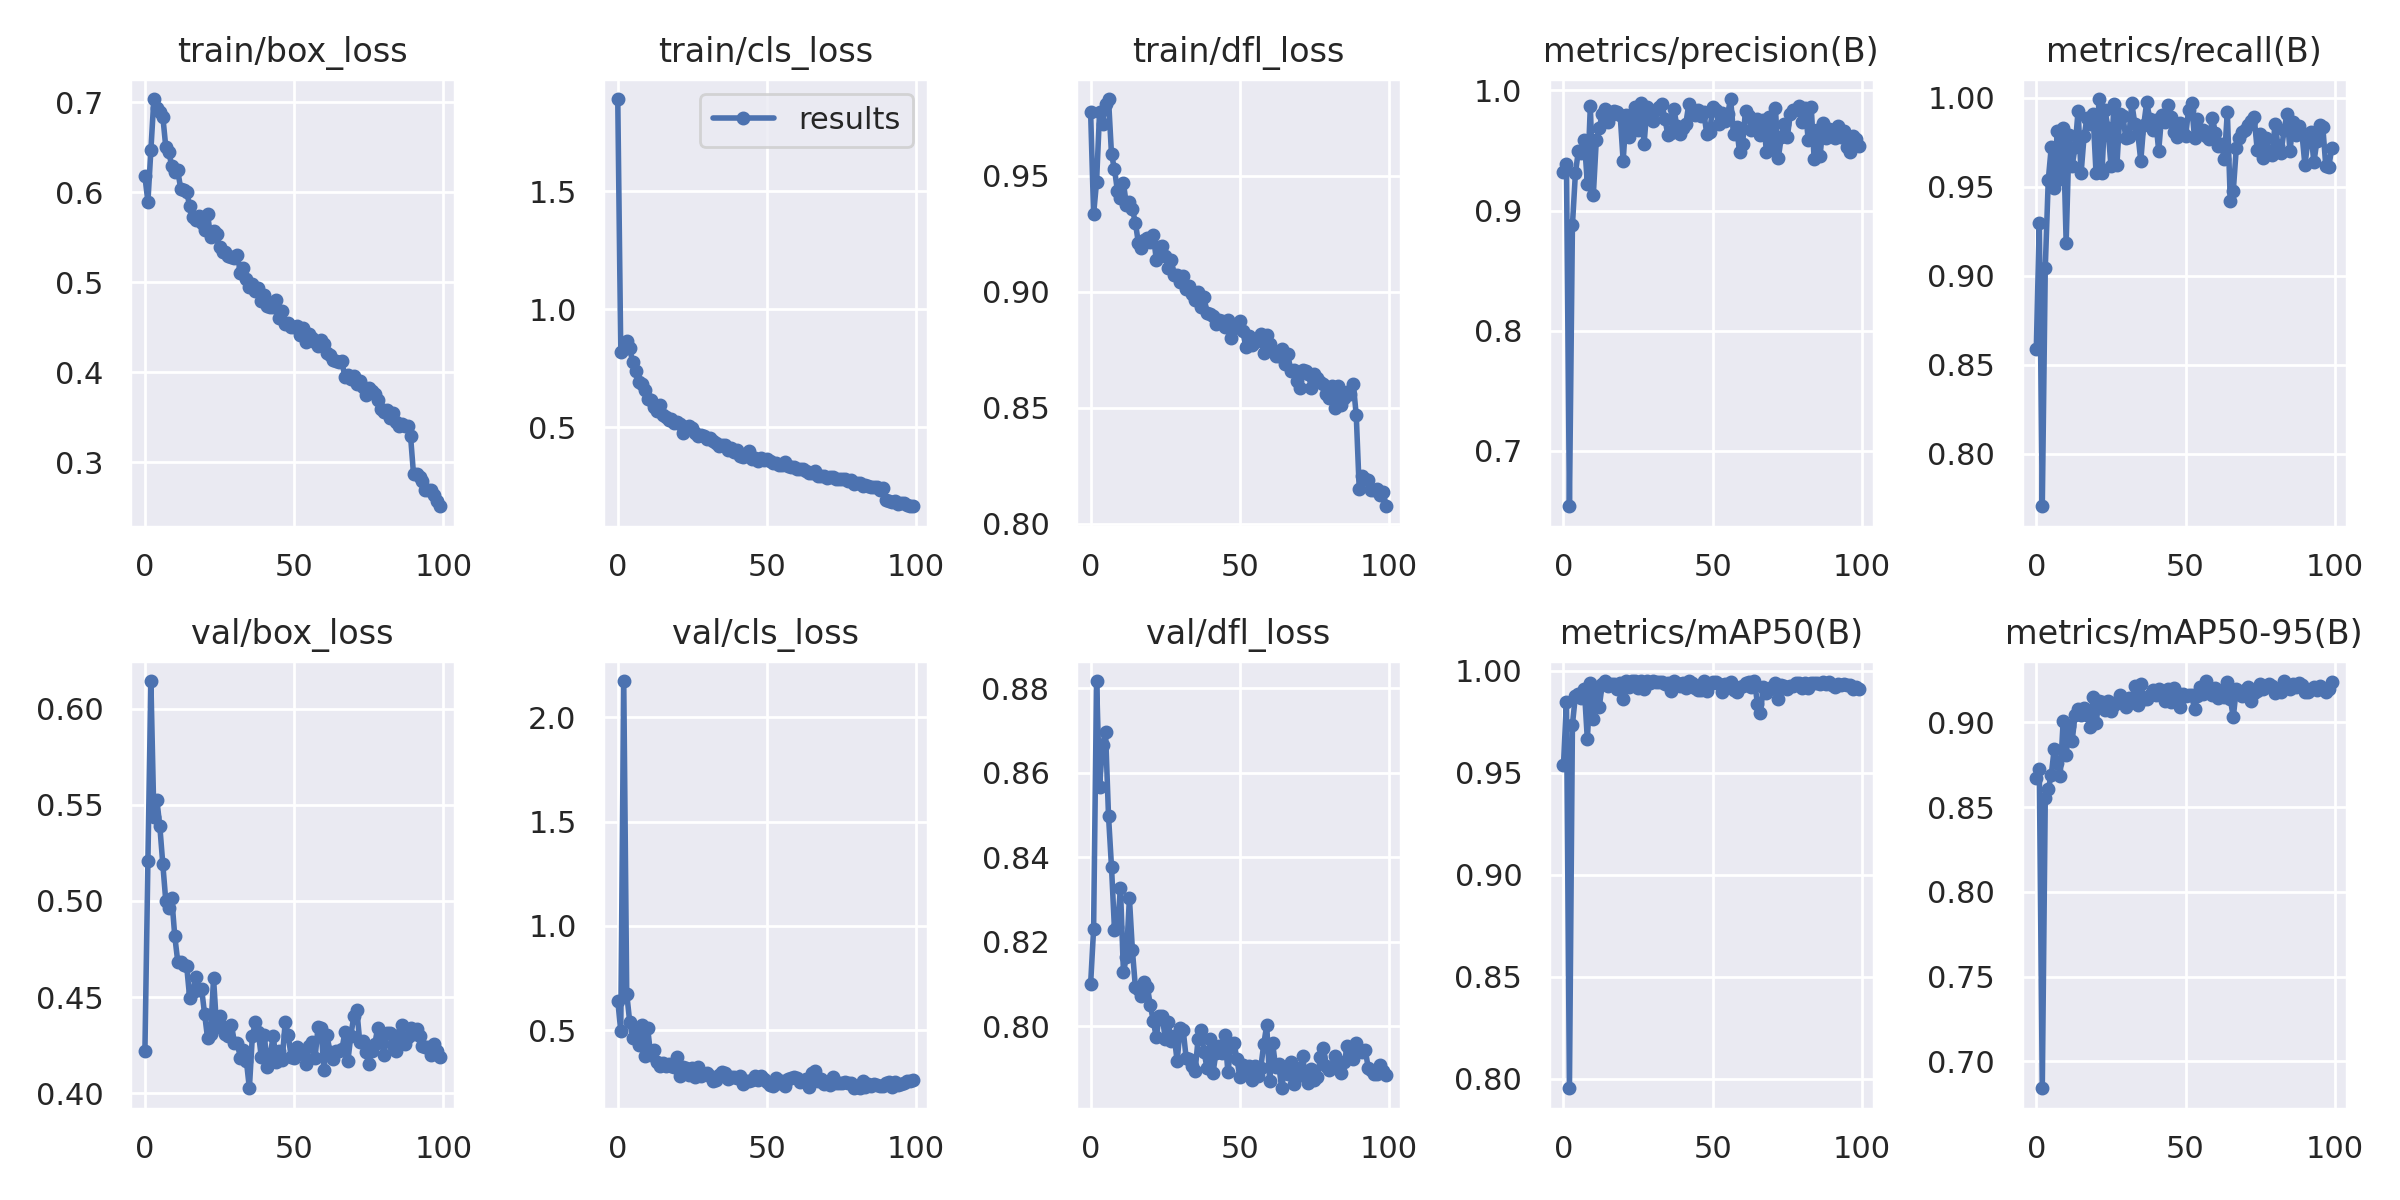 train/box_loss
0.7
0.6
0.5
0.4
0.3
0 50 100
train/cls_loss
results
1.5
1.0
0.5
0 50 100
train/dfl_loss
0.95
0.90
0.85
0.80
0 50 100
metrics/precision(B)
1.0
0.9
0.8
0.7
0 50 100
metrics/recall(B)
1.00
0.95
0.90
0.85
0.80
0 50 100
val/box_loss
0.60
0.55
0.50
0.45
0.40
0 50 100
val/cls_loss
2.0
1.5
1.0
0.5
0 50 100
val/dfl_loss
0.88
0.86
0.84
0.82
0.80
0 50 100
metrics/mAP50(B)
1.00
0.95
0.90
0.85
0.80
0 50 100
metrics/mAP50-95(B)
0.90
0.85
0.80
0.75
0.70
0 50 100